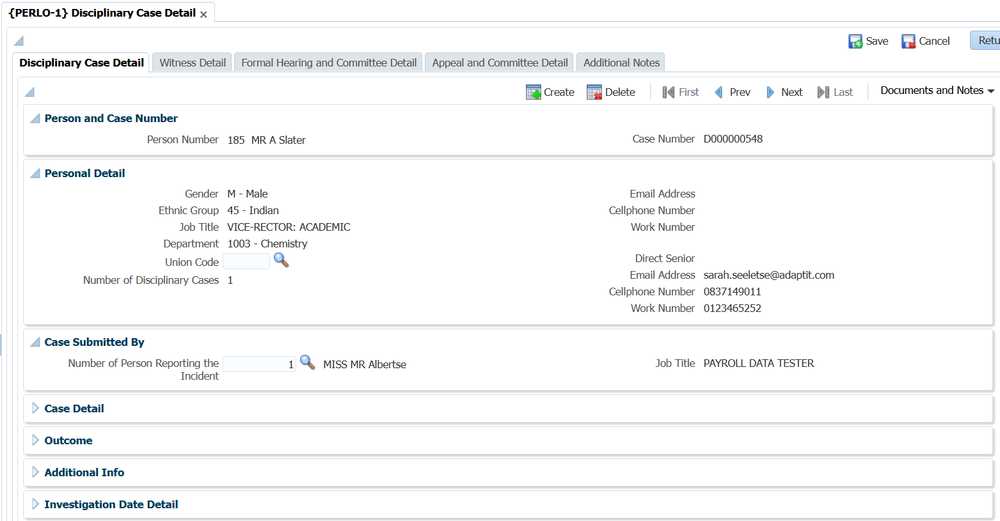 {PERLO-1} Disciplinary Case Detail
Save Cancel Retu
Disciplinary Case Detail Witness Detail Formal Hearing and Committee Detail Appeal and Committee Detail Additional Notes
Create Delete First Prev Next Last Documents and Notes
Person and Case Number
Person Number 185 MR A Slater Case Number D000000548
Personal Detail
Gender M - Male Email Address
Ethnic Group 45 - Indian Cellphone Number
Job Title VICE-RECTOR: ACADEMIC Work Number
Department 1003 - Chemistry
Union Code Direct Senior
Email Address sarah.seeletse@adaptit.com
Number of Disciplinary Cases 1
Cellphone Number 0837149011
Work Number 0123465252
Case Submitted By
Number of Person Reporting the 1 MISS MR Albertse Job Title PAYROLL DATA TESTER
Incident
Case Detail
Outcome
Additional Info
Investigation Date Detail